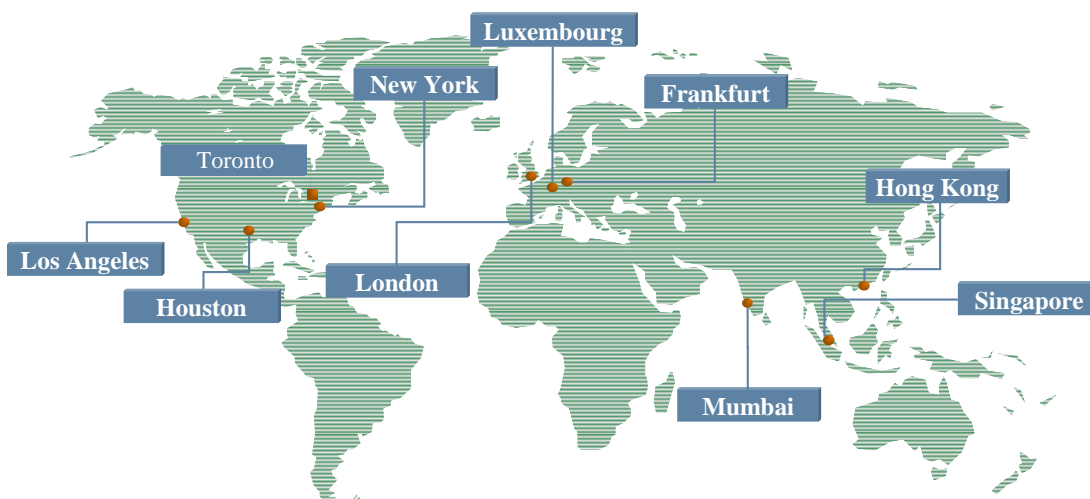 Luxembourg
New York
Frankfurt
Toronto
Hong Kong
Los Angeles
London
Houston
Singapore
Mumbai